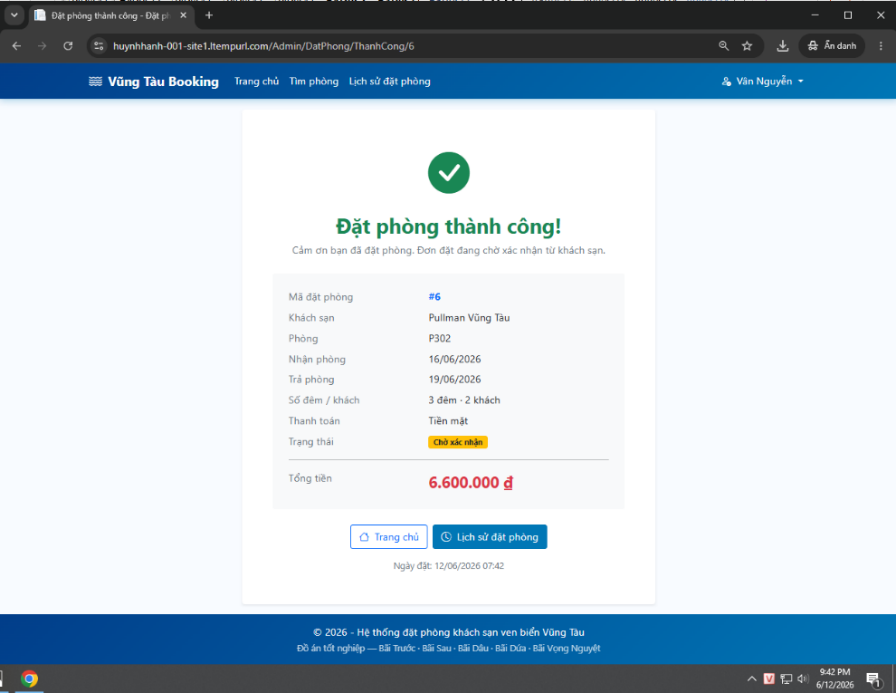 Đặt phòng thành công - Đặt ph
huynhhanh-001-site1.ltempurl.com/Admin/DatPhong/ThanhCong/6
Ẩn danh
Vũng Tàu Booking
Trang chủ
Tìm phòng
Lịch sử đặt phòng
Vân Nguyễn
Đặt phòng thành công!
Cảm ơn bạn đã đặt phòng. Đơn đặt đang chờ xác nhận từ khách sạn.
Mã đặt phòng #6
Khách sạn Pullman Vũng Tàu
Phòng P302
Nhận phòng 16/06/2026
Trả phòng 19/06/2026
Số đêm / khách 3 đêm · 2 khách
Thanh toán Tiền mặt
Trạng thái Chờ xác nhận
Tổng tiền 6.600.000 ₫
Trang chủ
Lịch sử đặt phòng
Ngày đặt: 12/06/2026 07:42
© 2026 - Hệ thống đặt phòng khách sạn ven biển Vũng Tàu
Đồ án tốt nghiệp — Bãi Trước · Bãi Sau · Bãi Dâu · Bãi Dứa · Bãi Vọng Nguyệt
V
9:42 PM
6/12/2026
1